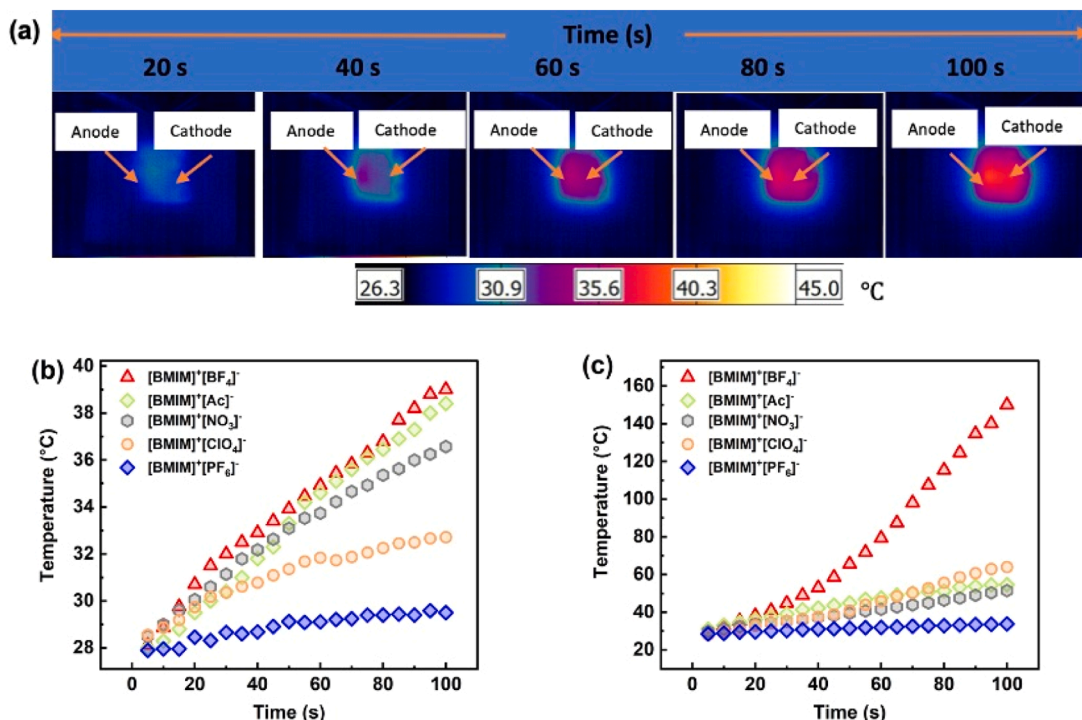 (a)
Time (s)
20 s 40 s 60 s 80 s 100 s
Anode Cathode Anode Cathode Anode Cathode Anode Cathode Anode Cathode
26.3 30.9 35.6 40.3 45.0 °C
(b)
[BMIM]⁺[BF₄]⁻
[BMIM]⁺[Ac]⁻
[BMIM]⁺[NO₃]⁻
[BMIM]⁺[ClO₄]⁻
[BMIM]⁺[PF₆]⁻
Temperature (°C)
40
38
36
34
32
30
28
0 20 40 60 80 100
Time (s)
(c)
[BMIM]⁺[BF₄]⁻
[BMIM]⁺[Ac]⁻
[BMIM]⁺[NO₃]⁻
[BMIM]⁺[ClO₄]⁻
[BMIM]⁺[PF₆]⁻
Temperature (°C)
160
140
120
100
80
60
40
20
0 20 40 60 80 100
Time (s)